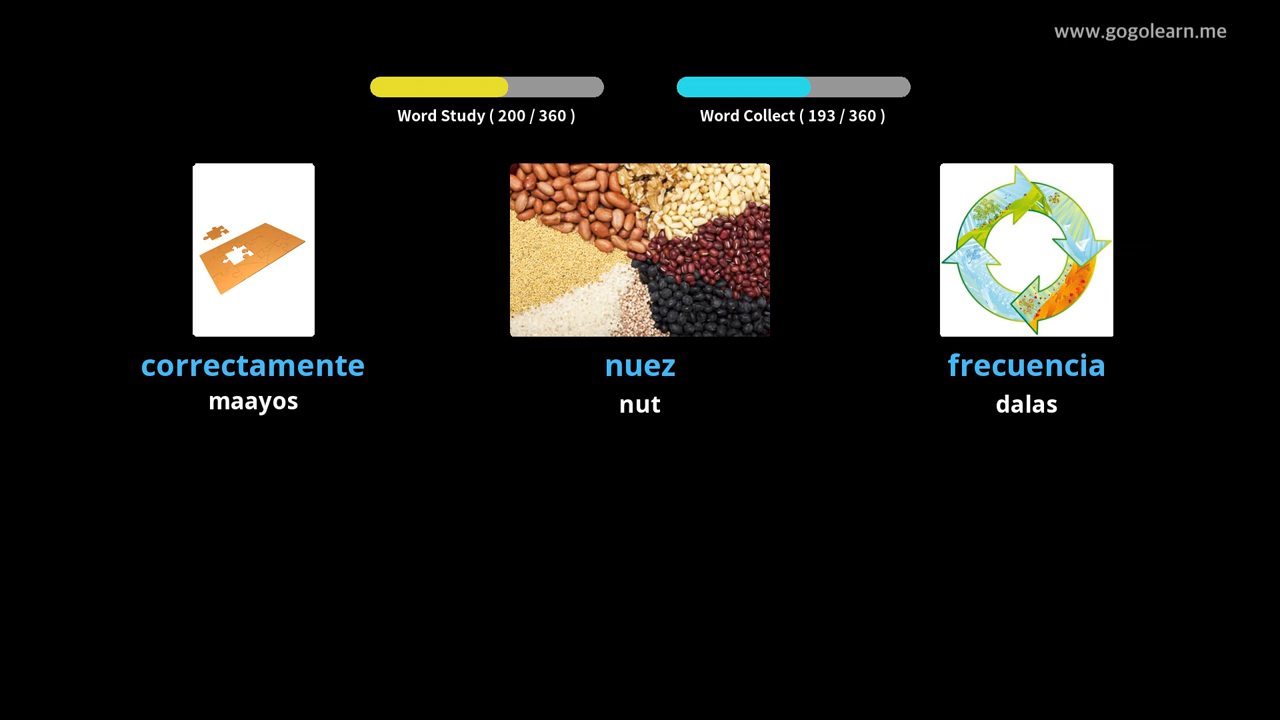 www.gogolearn.me
Word Study ( 200 / 360 )
Word Collect ( 193 / 360 )
correctamente
maayos
nuez
nut
frecuencia
dalas